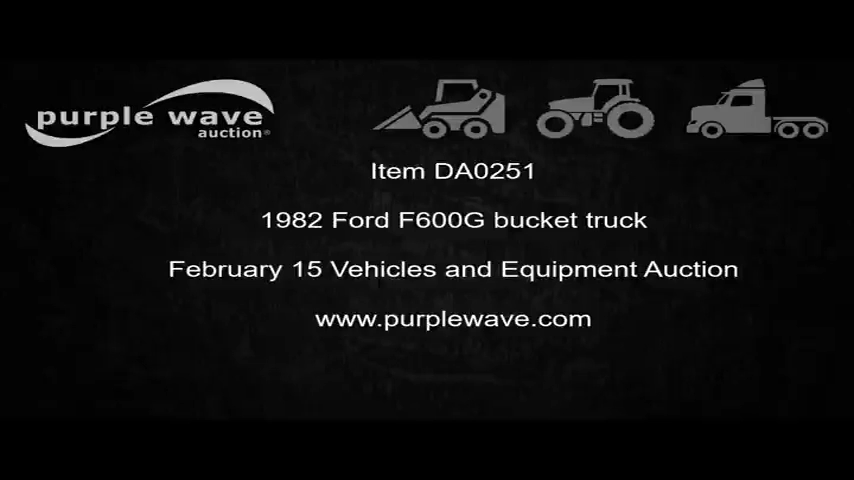 purple wave
auction®
Item DA0251
1982 Ford F600G bucket truck
February 15 Vehicles and Equipment Auction
www.purplewave.com